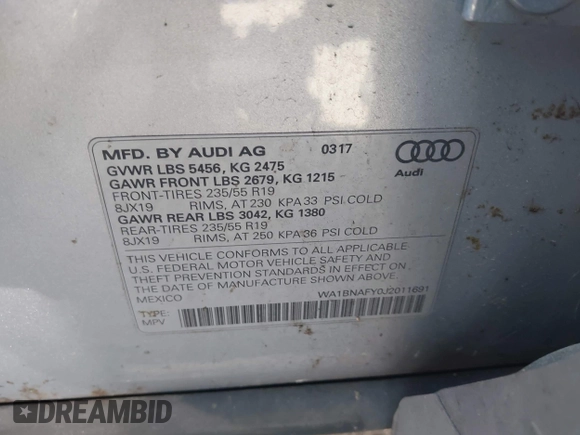 MFD. BY AUDI AG 0317
GVWR LBS 5456, KG 2475
GAWR FRONT LBS 2679, KG 1215
FRONT-TIRES 235/55 R19
8JX19 RIMS, AT 230 KPA 33 PSI COLD
GAWR REAR LBS 3042, KG 1380
REAR-TIRES 235/55 R19
8JX19 RIMS, AT 250 KPA 36 PSI COLD
Audi
THIS VEHICLE CONFORMS TO ALL APPLICABLE
U.S. FEDERAL MOTOR VEHICLE SAFETY AND
THEFT PREVENTION STANDARDS IN EFFECT ON
THE DATE OF MANUFACTURE SHOWN ABOVE.
MEXICO WA1BNAFY0J2011691
TYPE:
MPV
DREAMBID